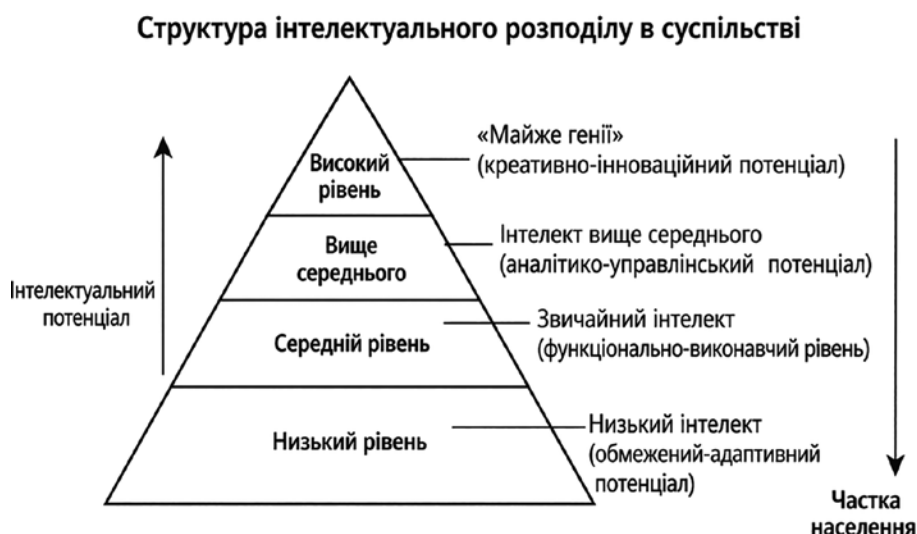 Структура інтелектуального розподілу в суспільстві
«Майже генії»
(креативно-інноваційний потенціал)
Високий
рівень
Інтелект вище середнього
(аналітико-управлінський потенціал)
Вище
середнього
Інтелектуальний
потенціал
Звичайний інтелект
(функціонально-виконавчий рівень)
Середній рівень
Низький інтелект
(обмежений-адаптивний
потенціал)
Низький рівень
Частка
населення